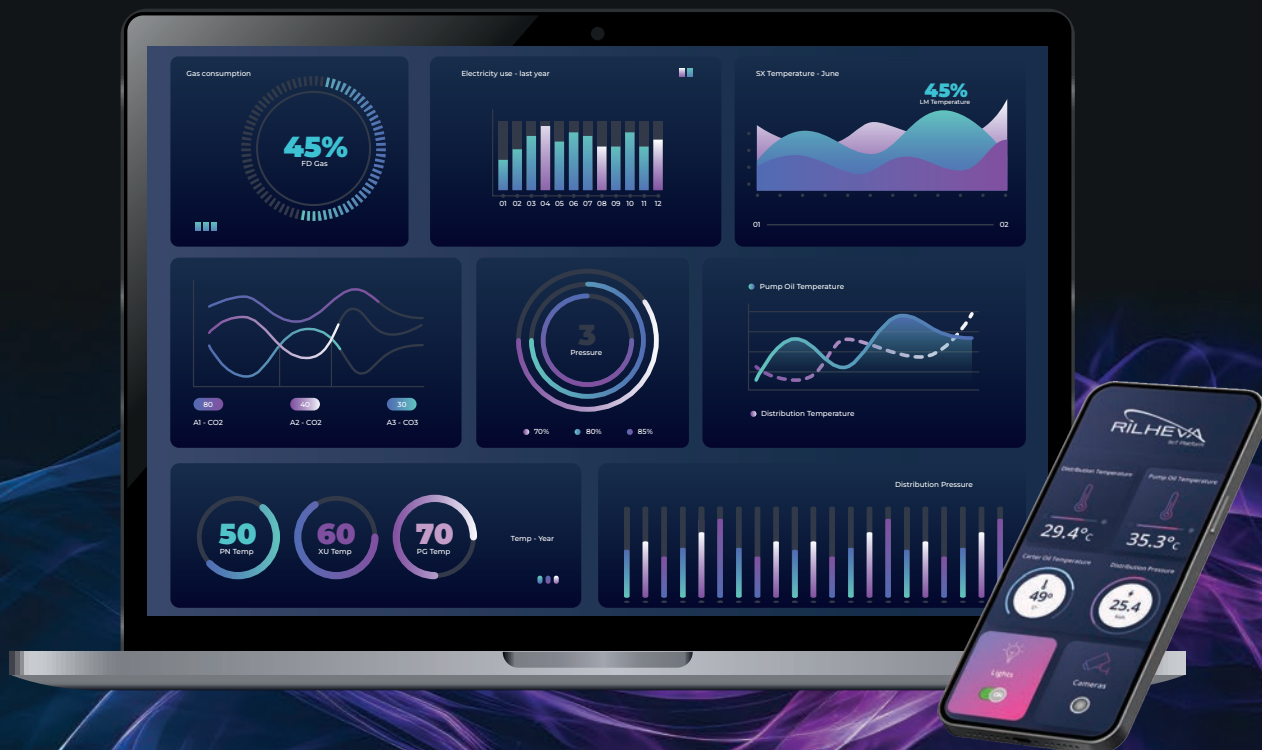 Gas consumption
45%
FD Gas
Electricity use - last year
01 02 03 04 05 06 07 08 09 10 11 12
SX Temperature - June
45%
LM Temperature
01
02
80
40
30
A1 - CO2
A2 - CO2
A3 - CO3
3
Pressure
70%
80%
85%
Pump Oil Temperature
Distribution Temperature
50
PN Temp
60
XU Temp
70
PG Temp
Temp - Year
Distribution Pressure
RILHEVA
IIoT Platform
Distribution Temperature
Pump Oil Temperature
29.4°C
35.3°C
Carter Oil Temperature
Distribution Pressure
49°
25.4
Lights
ON
Cameras